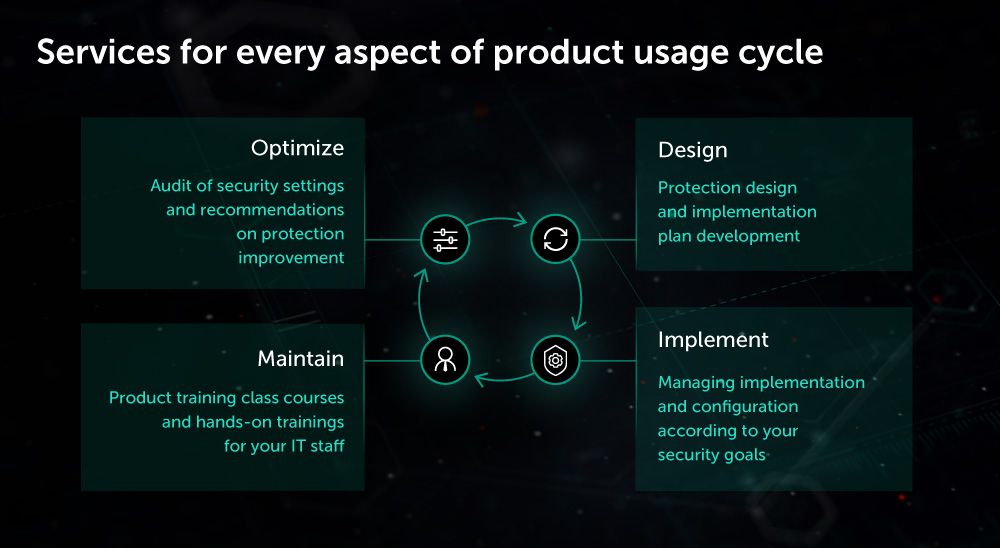 Services for every aspect of product usage cycle
Optimize
Audit of security settings
and recommendations
on protection
improvement
Design
Protection design
and implementation
plan development
Maintain
Product training class courses
and hands-on trainings
for your IT staff
Implement
Managing implementation
and configuration
according to your
security goals